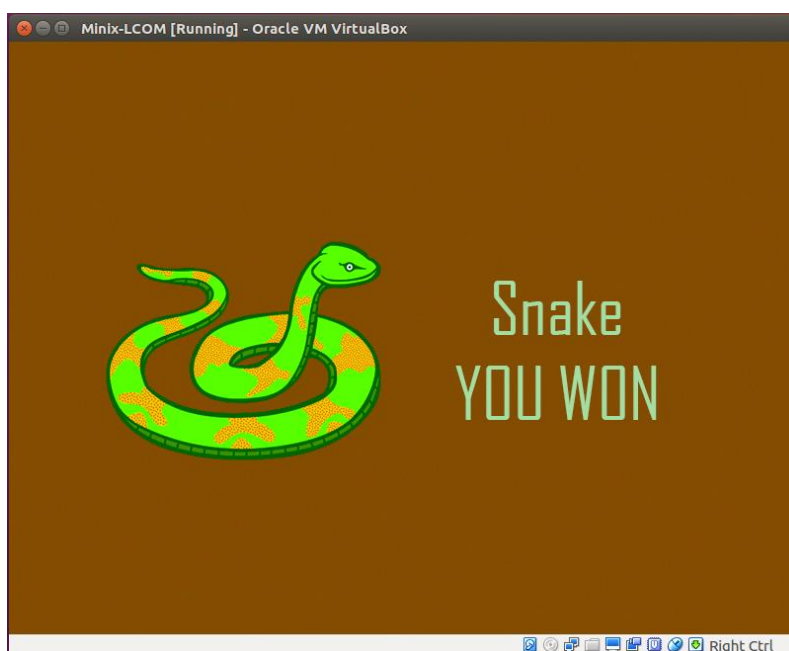 Minix-LCOM [Running] - Oracle VM VirtualBox
Snake
YOU WON
Right Ctrl